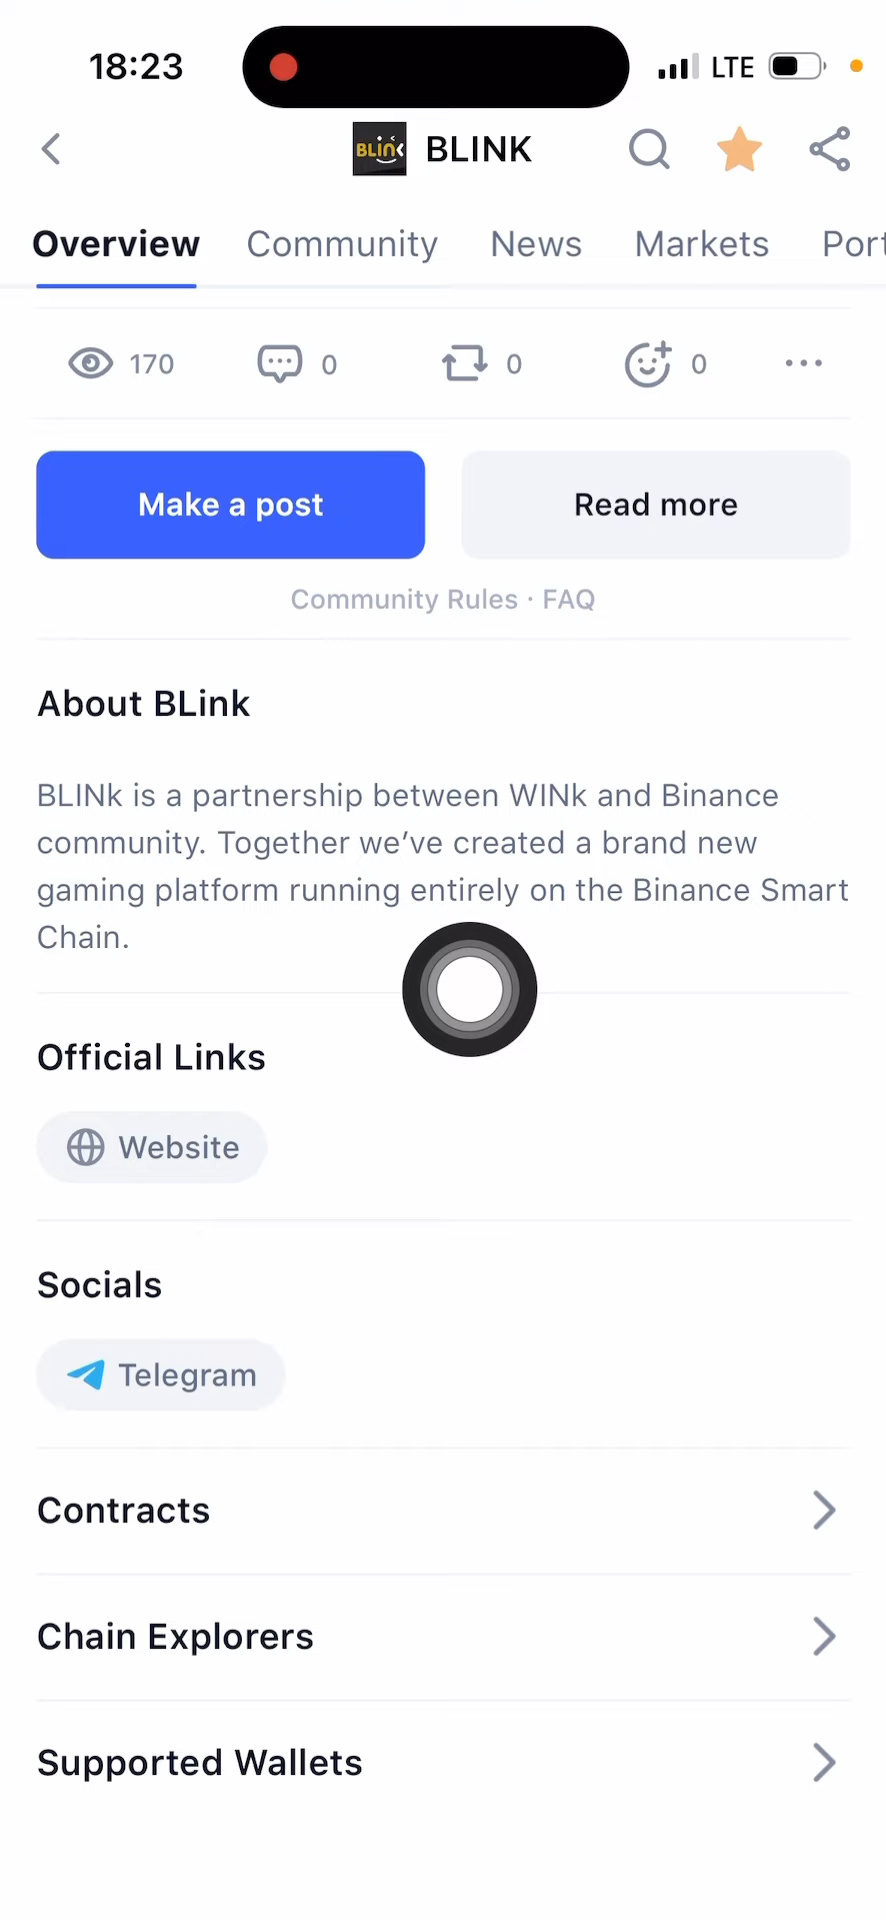 18:23
LTE
BLINK
BLINK
Overview Community News Markets Port
170 0 0 0
Make a post Read more
Community Rules · FAQ
About BLink
BLINk is a partnership between WINk and Binance
community. Together we’ve created a brand new
gaming platform running entirely on the Binance Smart
Chain.
Official Links
Website
Socials
Telegram
Contracts
Chain Explorers
Supported Wallets